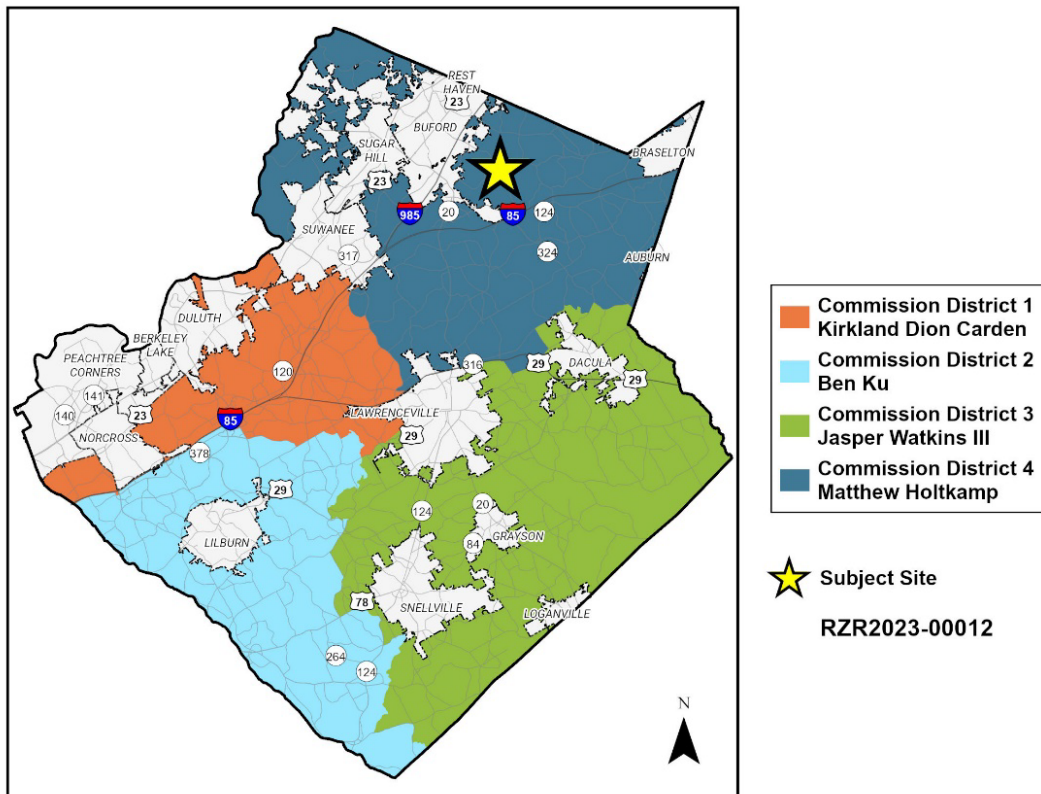 REST
HAVEN
23
BUFORD
SUGAR
HILL
23
BRASELTON
985
20
85
124
SUWANEE
317
324
AUBURN
DULUTH
BERKELEY
LAKE
PEACHTREE
CORNERS
141
140
23
NORCROSS
120
85
316
29
DACULA
29
LAWRENCEVILLE
29
378
29
LILBURN
124
20
GRAYSON
84
78
SNELLVILLE
LOGANVILLE
264
124
N
Commission District 1
Kirkland Dion Carden
Commission District 2
Ben Ku
Commission District 3
Jasper Watkins III
Commission District 4
Matthew Holtkamp
Subject Site
RZR2023-00012